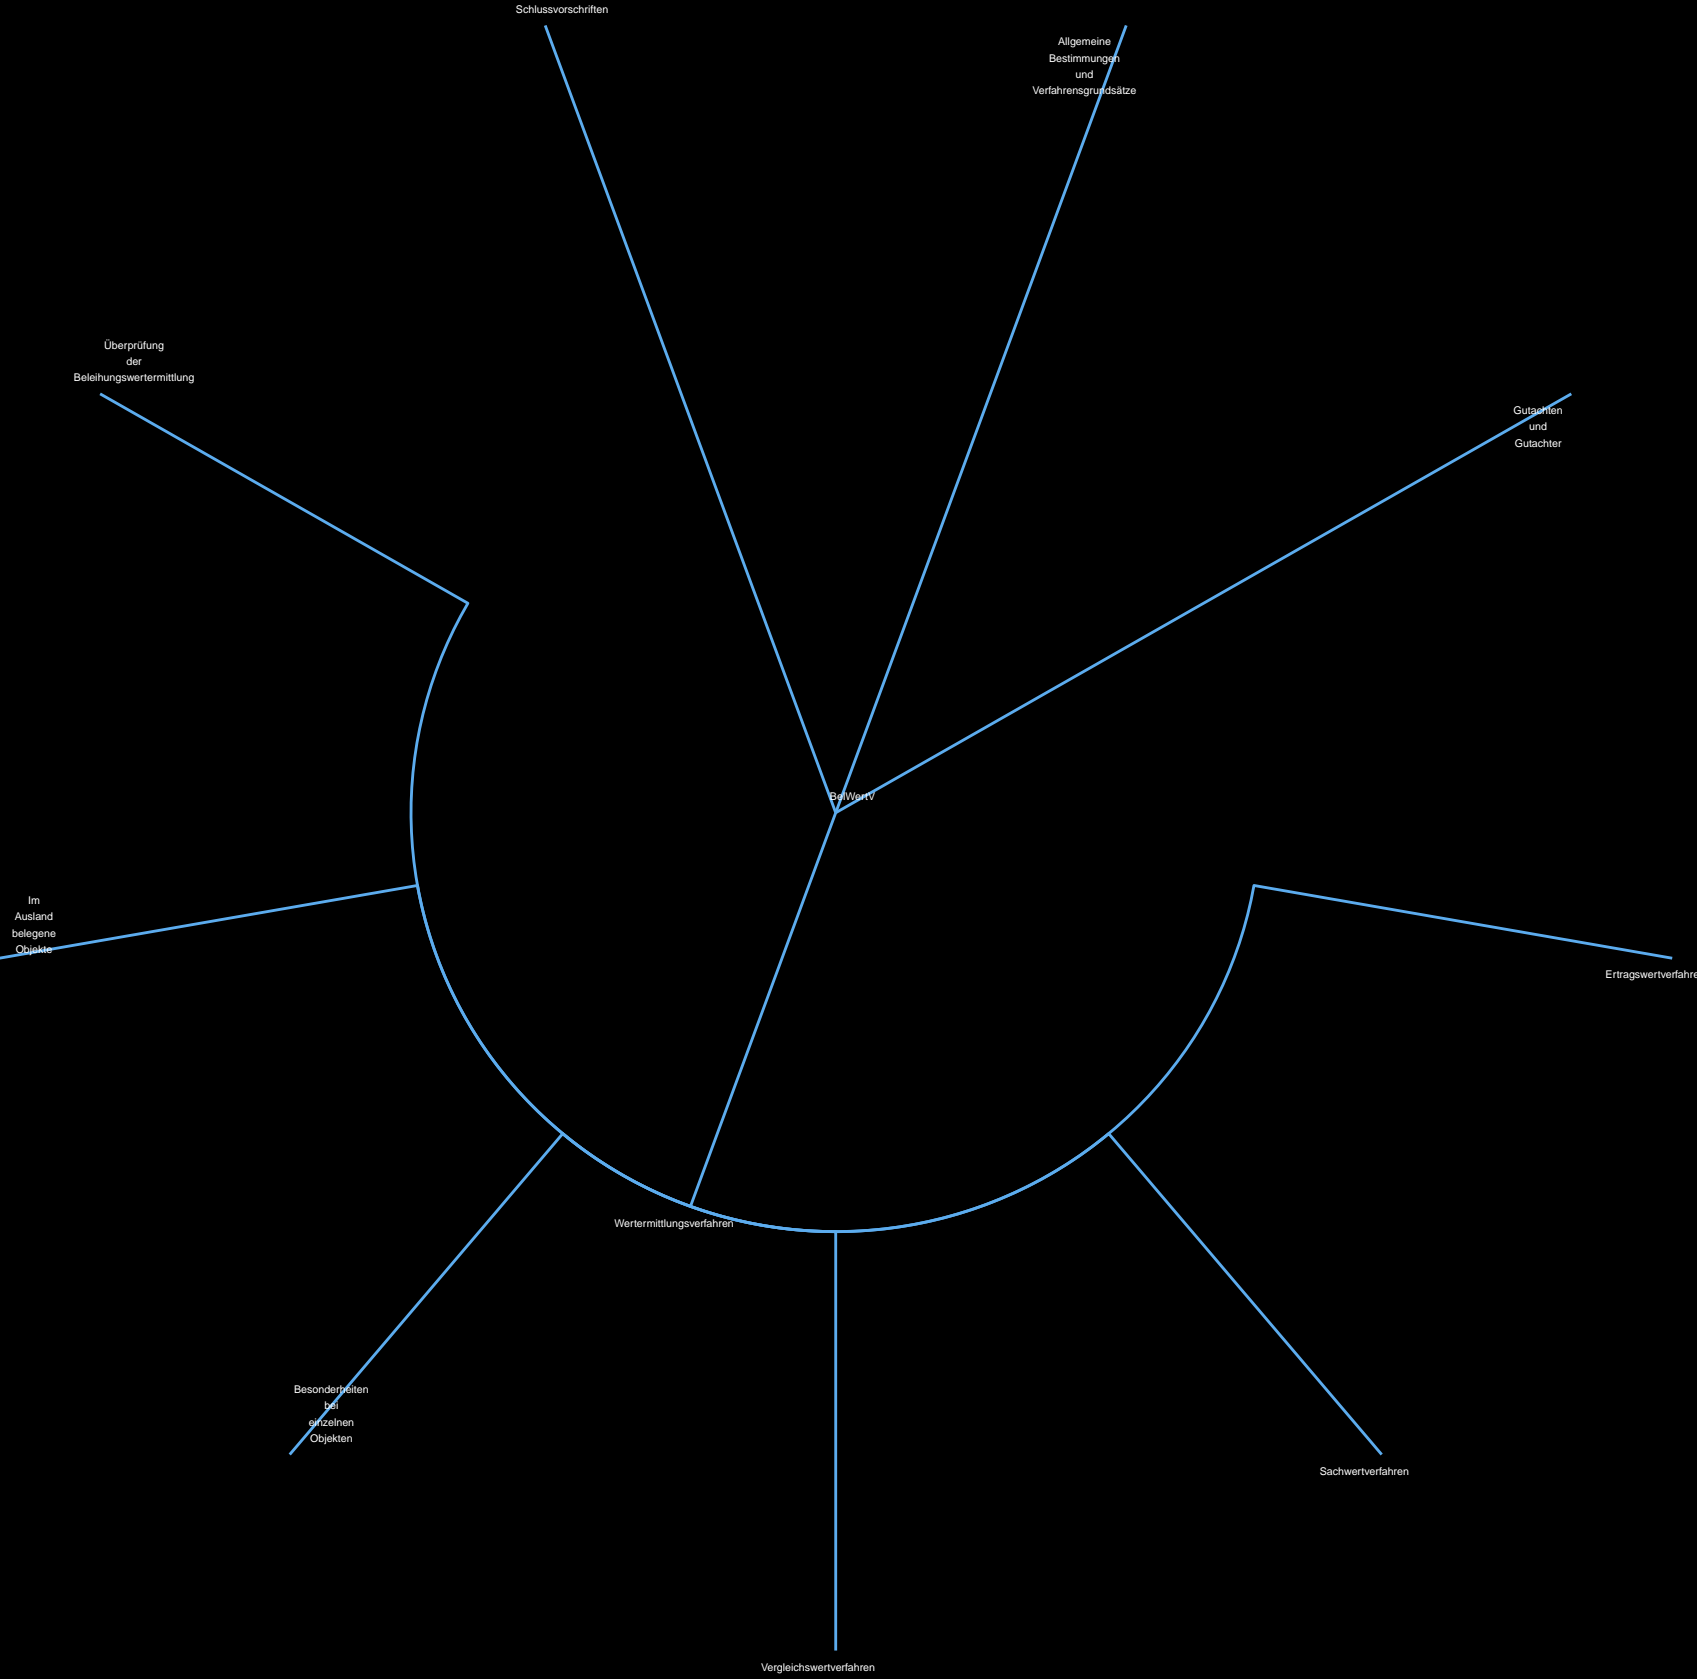 Schlussvorschriften
Allgemeine
Bestimmungen
und
Verfahrensgrundsätze
Überprüfung
der
Beleihungswertermittlung
Gutachten
und
Gutachter
BelWertV
Im
Ausland
belegene
Objekte
Ertragswertverfahre
Wertermittlungsverfahren
Besonderheiten
bei
einzelnen
Objekten
Sachwertverfahren
Vergleichswertverfahren